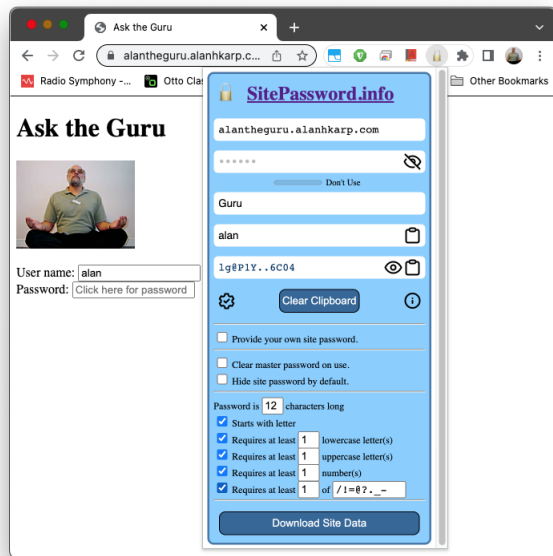 Ask the Guru
alantheguru.alanhkarp.c...
Radio Symphony -...
Otto Cla
Other Bookmarks
Ask the Guru
User name: alan
Password: Click here for password
SitePassword.info
alantheguru.alanhkarp.com
Don't Use
Guru
alan
lg@PlY..6C04
Clear Clipboard
Provide your own site password.
Clear master password on use.
Hide site password by default.
Password is 12 characters long
Starts with letter
Requires at least 1 lowercase letter(s)
Requires at least 1 uppercase letter(s)
Requires at least 1 number(s)
Requires at least 1 of /!=@?._-
Download Site Data